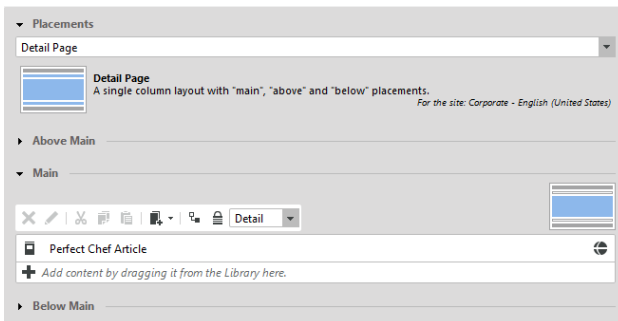 Placements
Detail Page
Detail Page
A single column layout with "main", "above" and "below" placements.
For the site: Corporate - English (United States)
Above Main
Main
Detail
Perfect Chef Article
Add content by dragging it from the Library here.
Below Main